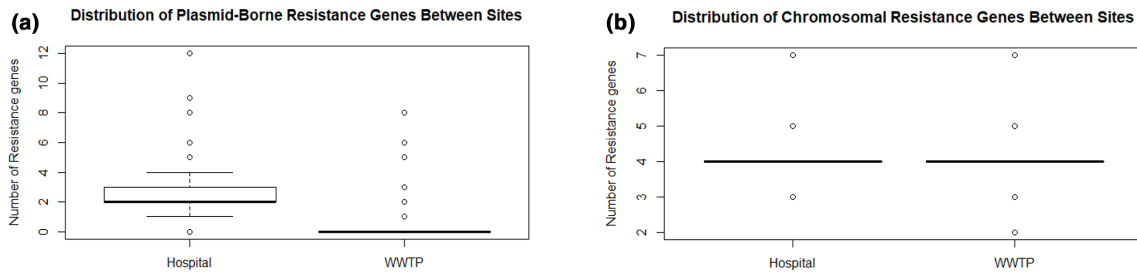 (a) Distribution of Plasmid-Borne Resistance Genes Between Sites
Number of Resistance genes
12
10
8
6
4
2
0
Hospital WWTP
(b) Distribution of Chromosomal Resistance Genes Between Sites
Number of Resistance genes
7
6
5
4
3
2
Hospital WWTP